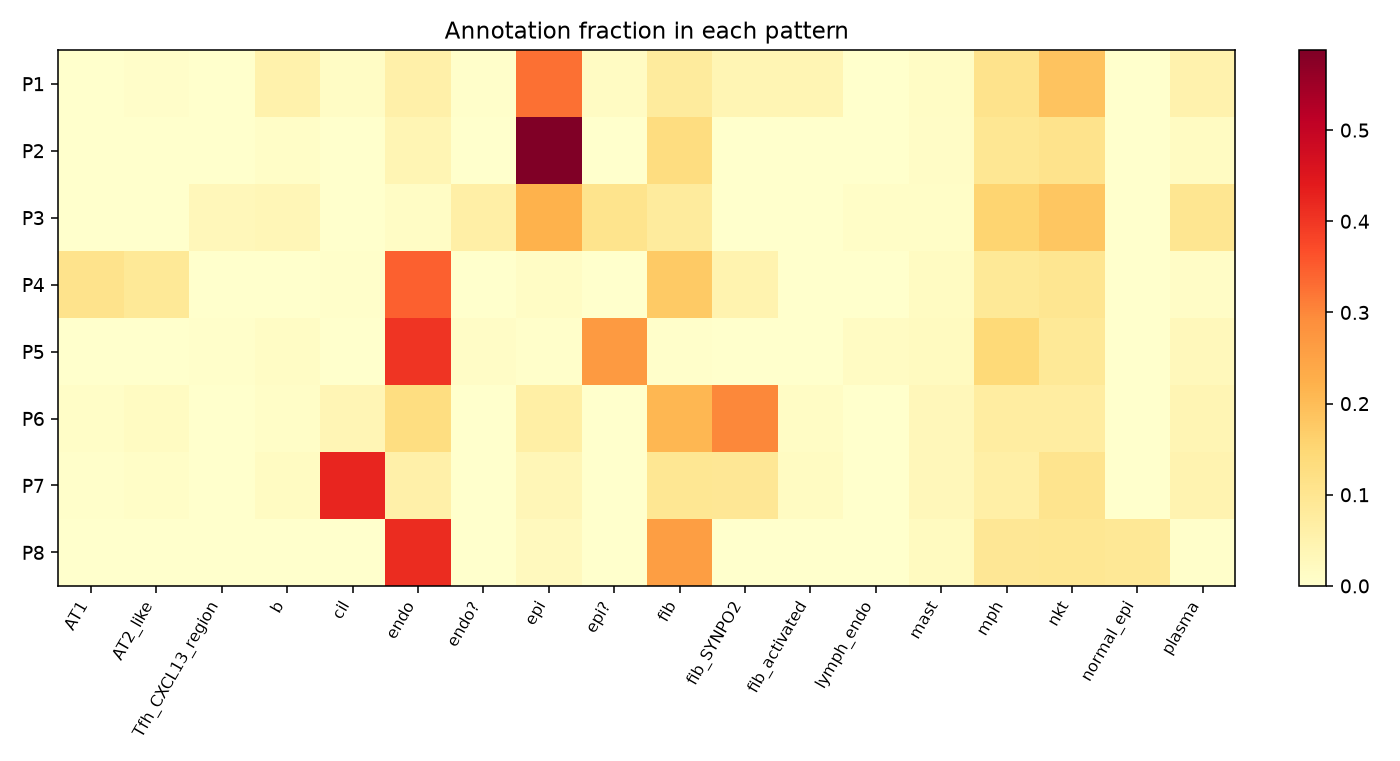 Annotation fraction in each pattern
P1
P2
P3
P4
P5
P6
P7
P8
AT1
AT2_like
Tfh_CXCL13_region
b
cil
endo
endo?
epi
epi?
fib
fib_SYNPO2
fib_activated
lymph_endo
mast
mph
nkt
normal_epi
plasma
0.5
0.4
0.3
0.2
0.1
0.0